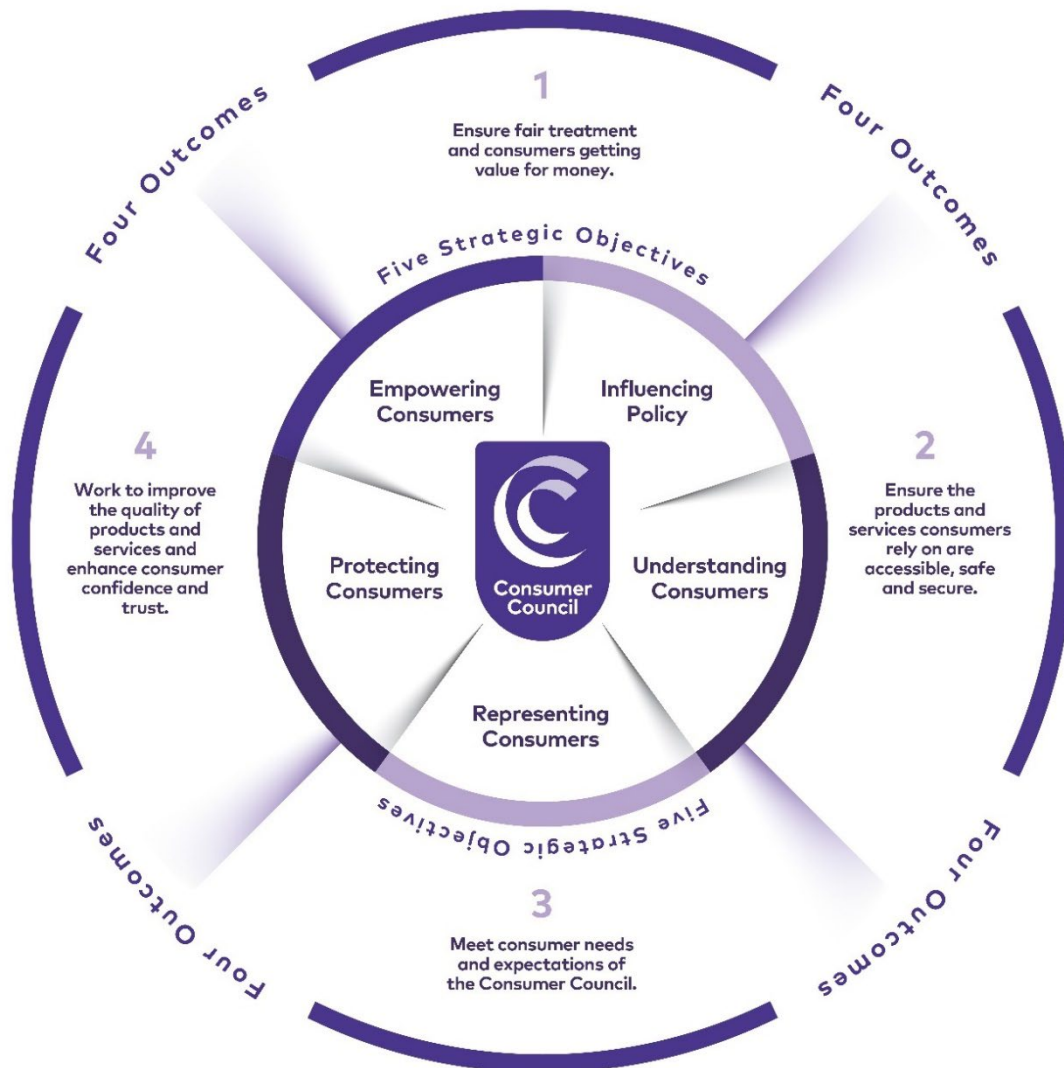 Four Outcomes
Four Outcomes
1
Ensure fair treatment
and consumers getting
value for money.
Five Strategic Objectives
Empowering
Consumers
Influencing
Policy
4
Work to improve
the quality of
products and
services and
enhance consumer
confidence and
trust.
2
Ensure the
products and
services consumers
rely on are
accessible, safe
and secure.
Protecting
Consumers
Consumer
Council
Understanding
Consumers
Representing
Consumers
Five Strategic Objectives
3
Meet consumer needs
and expectations of
the Consumer Council.
Four Outcomes
Four Outcomes